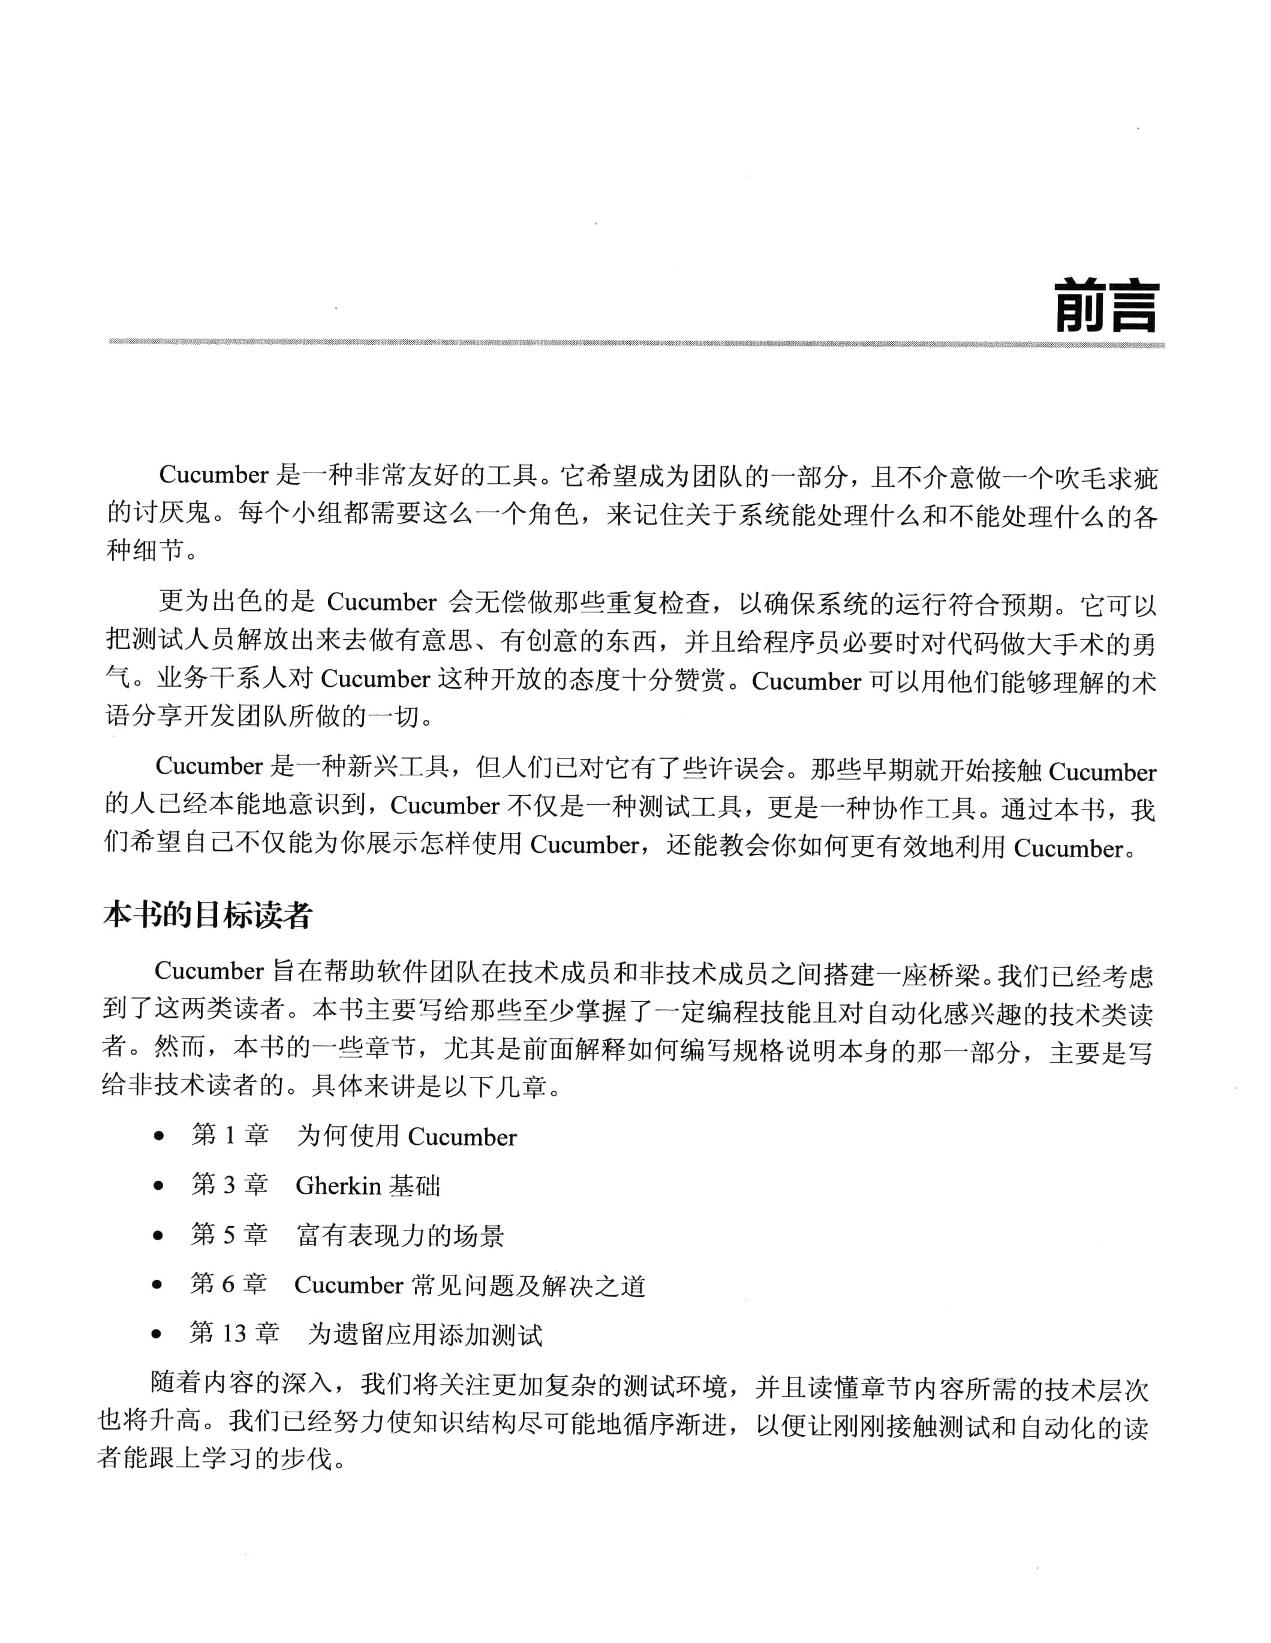 前言
Cucumber 是一种非常友好的工具。它希望成为团队的一部分，且不介意做一个吹毛求疵
的讨厌鬼。每个小组都需要这么一个角色，来记住关于系统能处理什么和不能处理什么的各
种细节。
更为出色的是 Cucumber 会无偿做那些重复检查，以确保系统的运行符合预期。它可以
把测试人员解放出来去做有意思、有创意的东西，并且给程序员必要时对代码做大手术的勇
气。业务干系人对 Cucumber 这种开放的态度十分赞赏。Cucumber 可以用他们能够理解的术
语分享开发团队所做的一切。
Cucumber 是一种新兴工具，但人们已对它有了些许误会。那些早期就开始接触 Cucumber
的人已经本能地意识到，Cucumber 不仅是一种测试工具，更是一种协作工具。通过本书，我
们希望自己不仅能为你展示怎样使用 Cucumber，还能教会你如何更有效地利用 Cucumber。
本书的目标读者
Cucumber 旨在帮助软件团队在技术成员和非技术成员之间搭建一座桥梁。我们已经考虑
到了这两类读者。本书主要写给那些至少掌握了一定编程技能且对自动化感兴趣的技术类读
者。然而，本书的一些章节，尤其是前面解释如何编写规格说明本身的那一部分，主要是写
给非技术读者的。具体来讲是以下几章。
● 第 1 章 为何使用 Cucumber
● 第 3 章 Gherkin 基础
● 第 5 章 富有表现力的场景
● 第 6 章 Cucumber 常见问题及解决之道
● 第 13 章 为遗留应用添加测试
随着内容的深入，我们将关注更加复杂的测试环境，并且读懂章节内容所需的技术层次
也将升高。我们已经努力使知识结构尽可能地循序渐进，以便让刚刚接触测试和自动化的读
者能跟上学习的步伐。